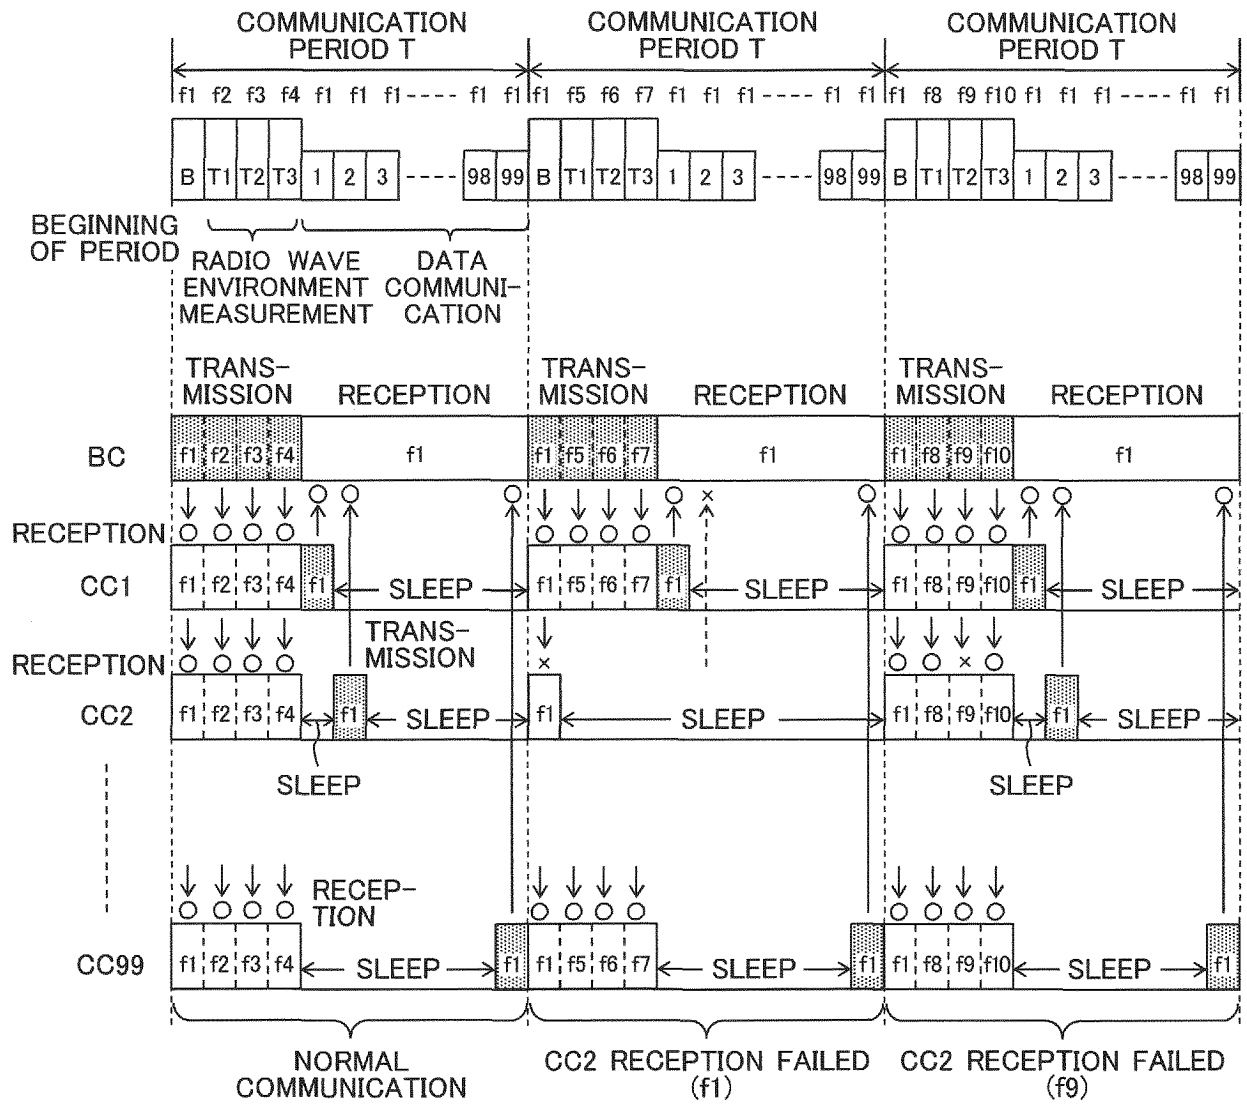 COMMUNICATION PERIOD T COMMUNICATION PERIOD T COMMUNICATION PERIOD T
f1 f2 f3 f4 f1 f1 f1 ---- f1 f1 f1 f5 f6 f7 f1 f1 f1 ---- f1 f1 f1 f8 f9 f10 f1 f1 f1 ---- f1 f1
B T1 T2 T3 1 2 3 ---- 98 99 B T1 T2 T3 1 2 3 ---- 98 99 B T1 T2 T3 1 2 3 ---- 98 99
BEGINNING
OF PERIOD
RADIO WAVE
ENVIRONMENT
MEASUREMENT
DATA
COMMUNI-
CATION
TRANS-
MISSION
RECEPTION
TRANS-
MISSION
RECEPTION
TRANS-
MISSION
RECEPTION
BC f1 f2 f3 f4 f1 f1 f5 f6 f7 f1 f1 f8 f9 f10 f1
RECEPTION
CC1 f1 f2 f3 f4 f1 SLEEP f1 f5 f6 f7 f1 SLEEP f1 f8 f9 f10 f1 SLEEP
TRANS-
MISSION
RECEPTION
CC2 f1 f2 f3 f4 f1 SLEEP f1 SLEEP f1 f8 f9 f10 f1 SLEEP
SLEEP SLEEP
RECEP-
TION
CC99 f1 f2 f3 f4 SLEEP f1 f1 f5 f6 f7 SLEEP f1 f1 f8 f9 f10 SLEEP f1
NORMAL
COMMUNICATION
CC2 RECEPTION FAILED
(f1)
CC2 RECEPTION FAILED
(f9)